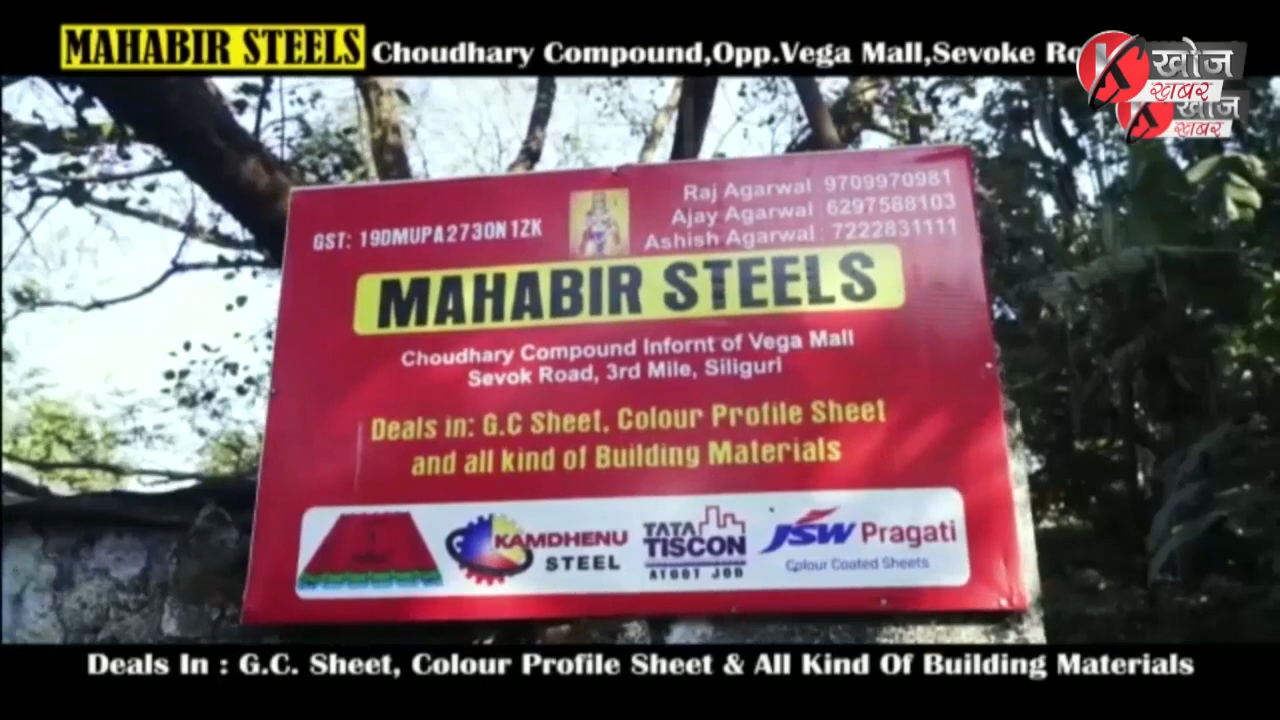 MAHABIR STEELS Choudhary Compound,Opp.Vega Mall,Sevoke
खोज
खबर
खोज
खबर
Raj Agarwal : 9709970981
GST: 19DMUPA2730N1ZK
Ajay Agarwal : 6297588103
Ashish Agarwal : 7222831111
MAHABIR STEELS
Choudhary Compound Infornt of Vega Mall
Sevok Road, 3rd Mile, Siliguri
Deals in: G.C Sheet, Colour Profile Sheet
and all kind of Building Materials
KAMDHENU
STEEL
TATA
TISCON
ATOOT JOD
JSW Pragati
Colour Coated Sheets
Deals In : G.C. Sheet, Colour Profile Sheet & All Kind Of Building Materials